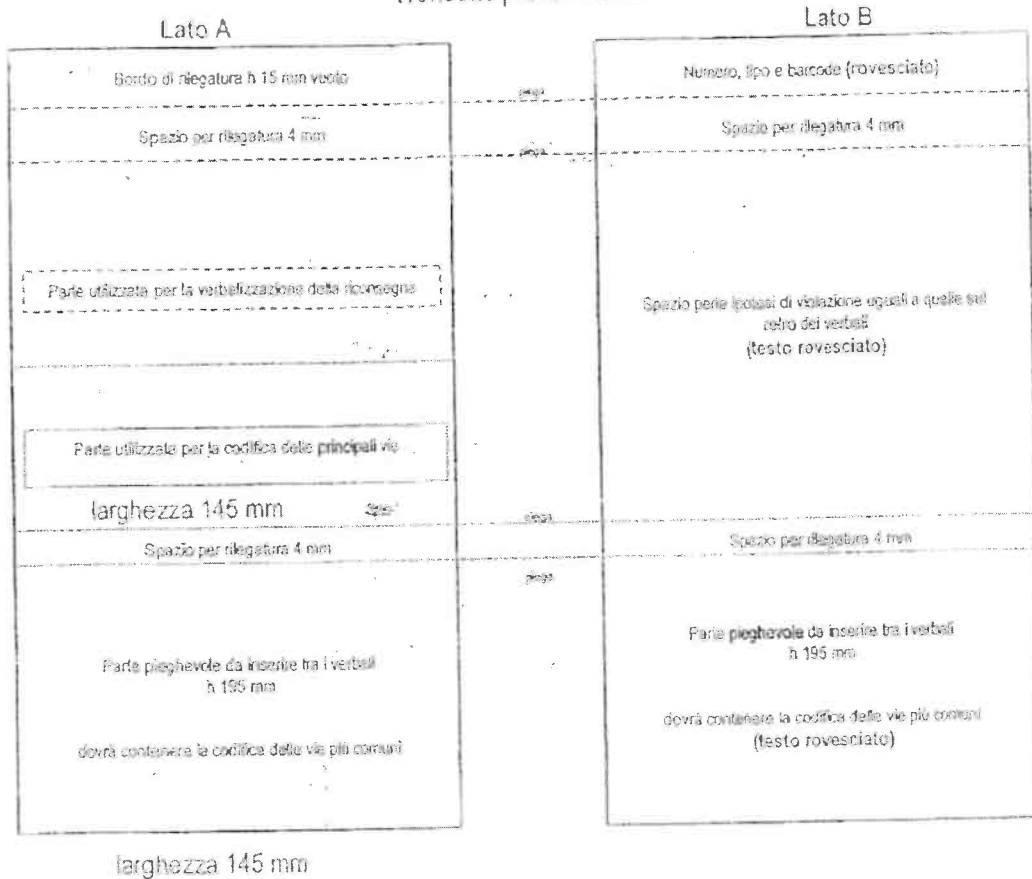 Lato A
Bordo di rilegatura h 15 mm vuoto
Spazio per rilegatura 4 mm
Parte utilizzata per la verbalizzazione della riconsegna
Parte utilizzata per la codifica delle principali vie
larghezza 145 mm
Spazio per rilegatura 4 mm
Parte pieghevole da inserire tra i verbali
h 195 mm
dovrà contenere la codifica delle vie più comuni
larghezza 145 mm
piega
piega
piega
piega
Lato B
Numero, tipo e barcode (rovesciato)
Spazio per rilegatura 4 mm
Spazio per le ipotesi di violazione uguali a quelle sul
retro dei verbali
(testo rovesciato)
Spazio per rilegatura 4 mm
Parte pieghevole da inserire tra i verbali
h 195 mm
dovrà contenere la codifica delle vie più comuni
(testo rovesciato)